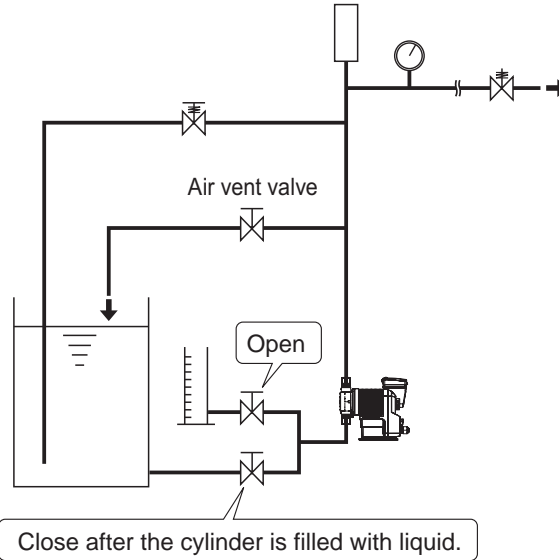 Air vent valve
Open
Close after the cylinder is filled with liquid.